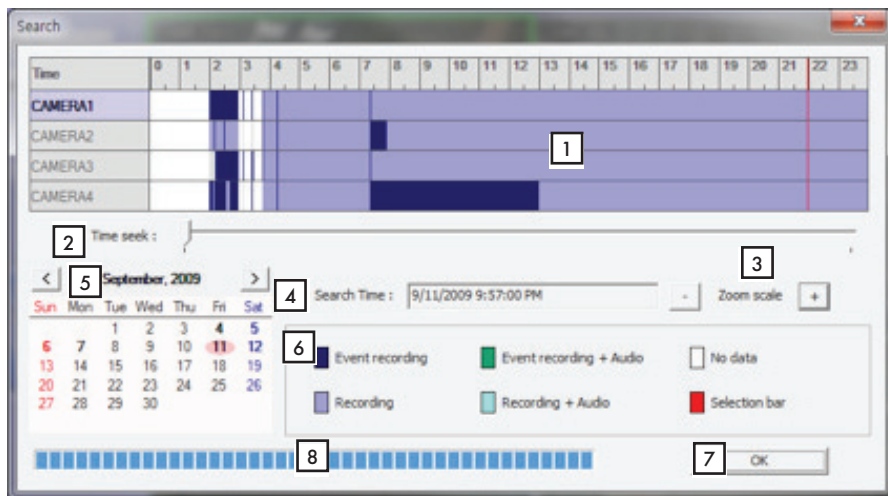 Search
Time 0 1 2 3 4 5 6 7 8 9 10 11 12 13 14 15 16 17 18 19 20 21 22 23
CAMERA1
CAMERA2
1
CAMERA3
CAMERA4
2 Time seek :
3
< 5 September, 2009 >
4 Search Time : 9/11/2009 9:57:00 PM - Zoom scale +
Sun Mon Tue Wed Thu Fri Sat
1 2 3 4 5
6 7 8 9 10 11 12
13 14 15 16 17 18 19
20 21 22 23 24 25 26
27 28 29 30
6 Event recording Event recording + Audio No data
Recording Recording + Audio Selection bar
8
7 OK